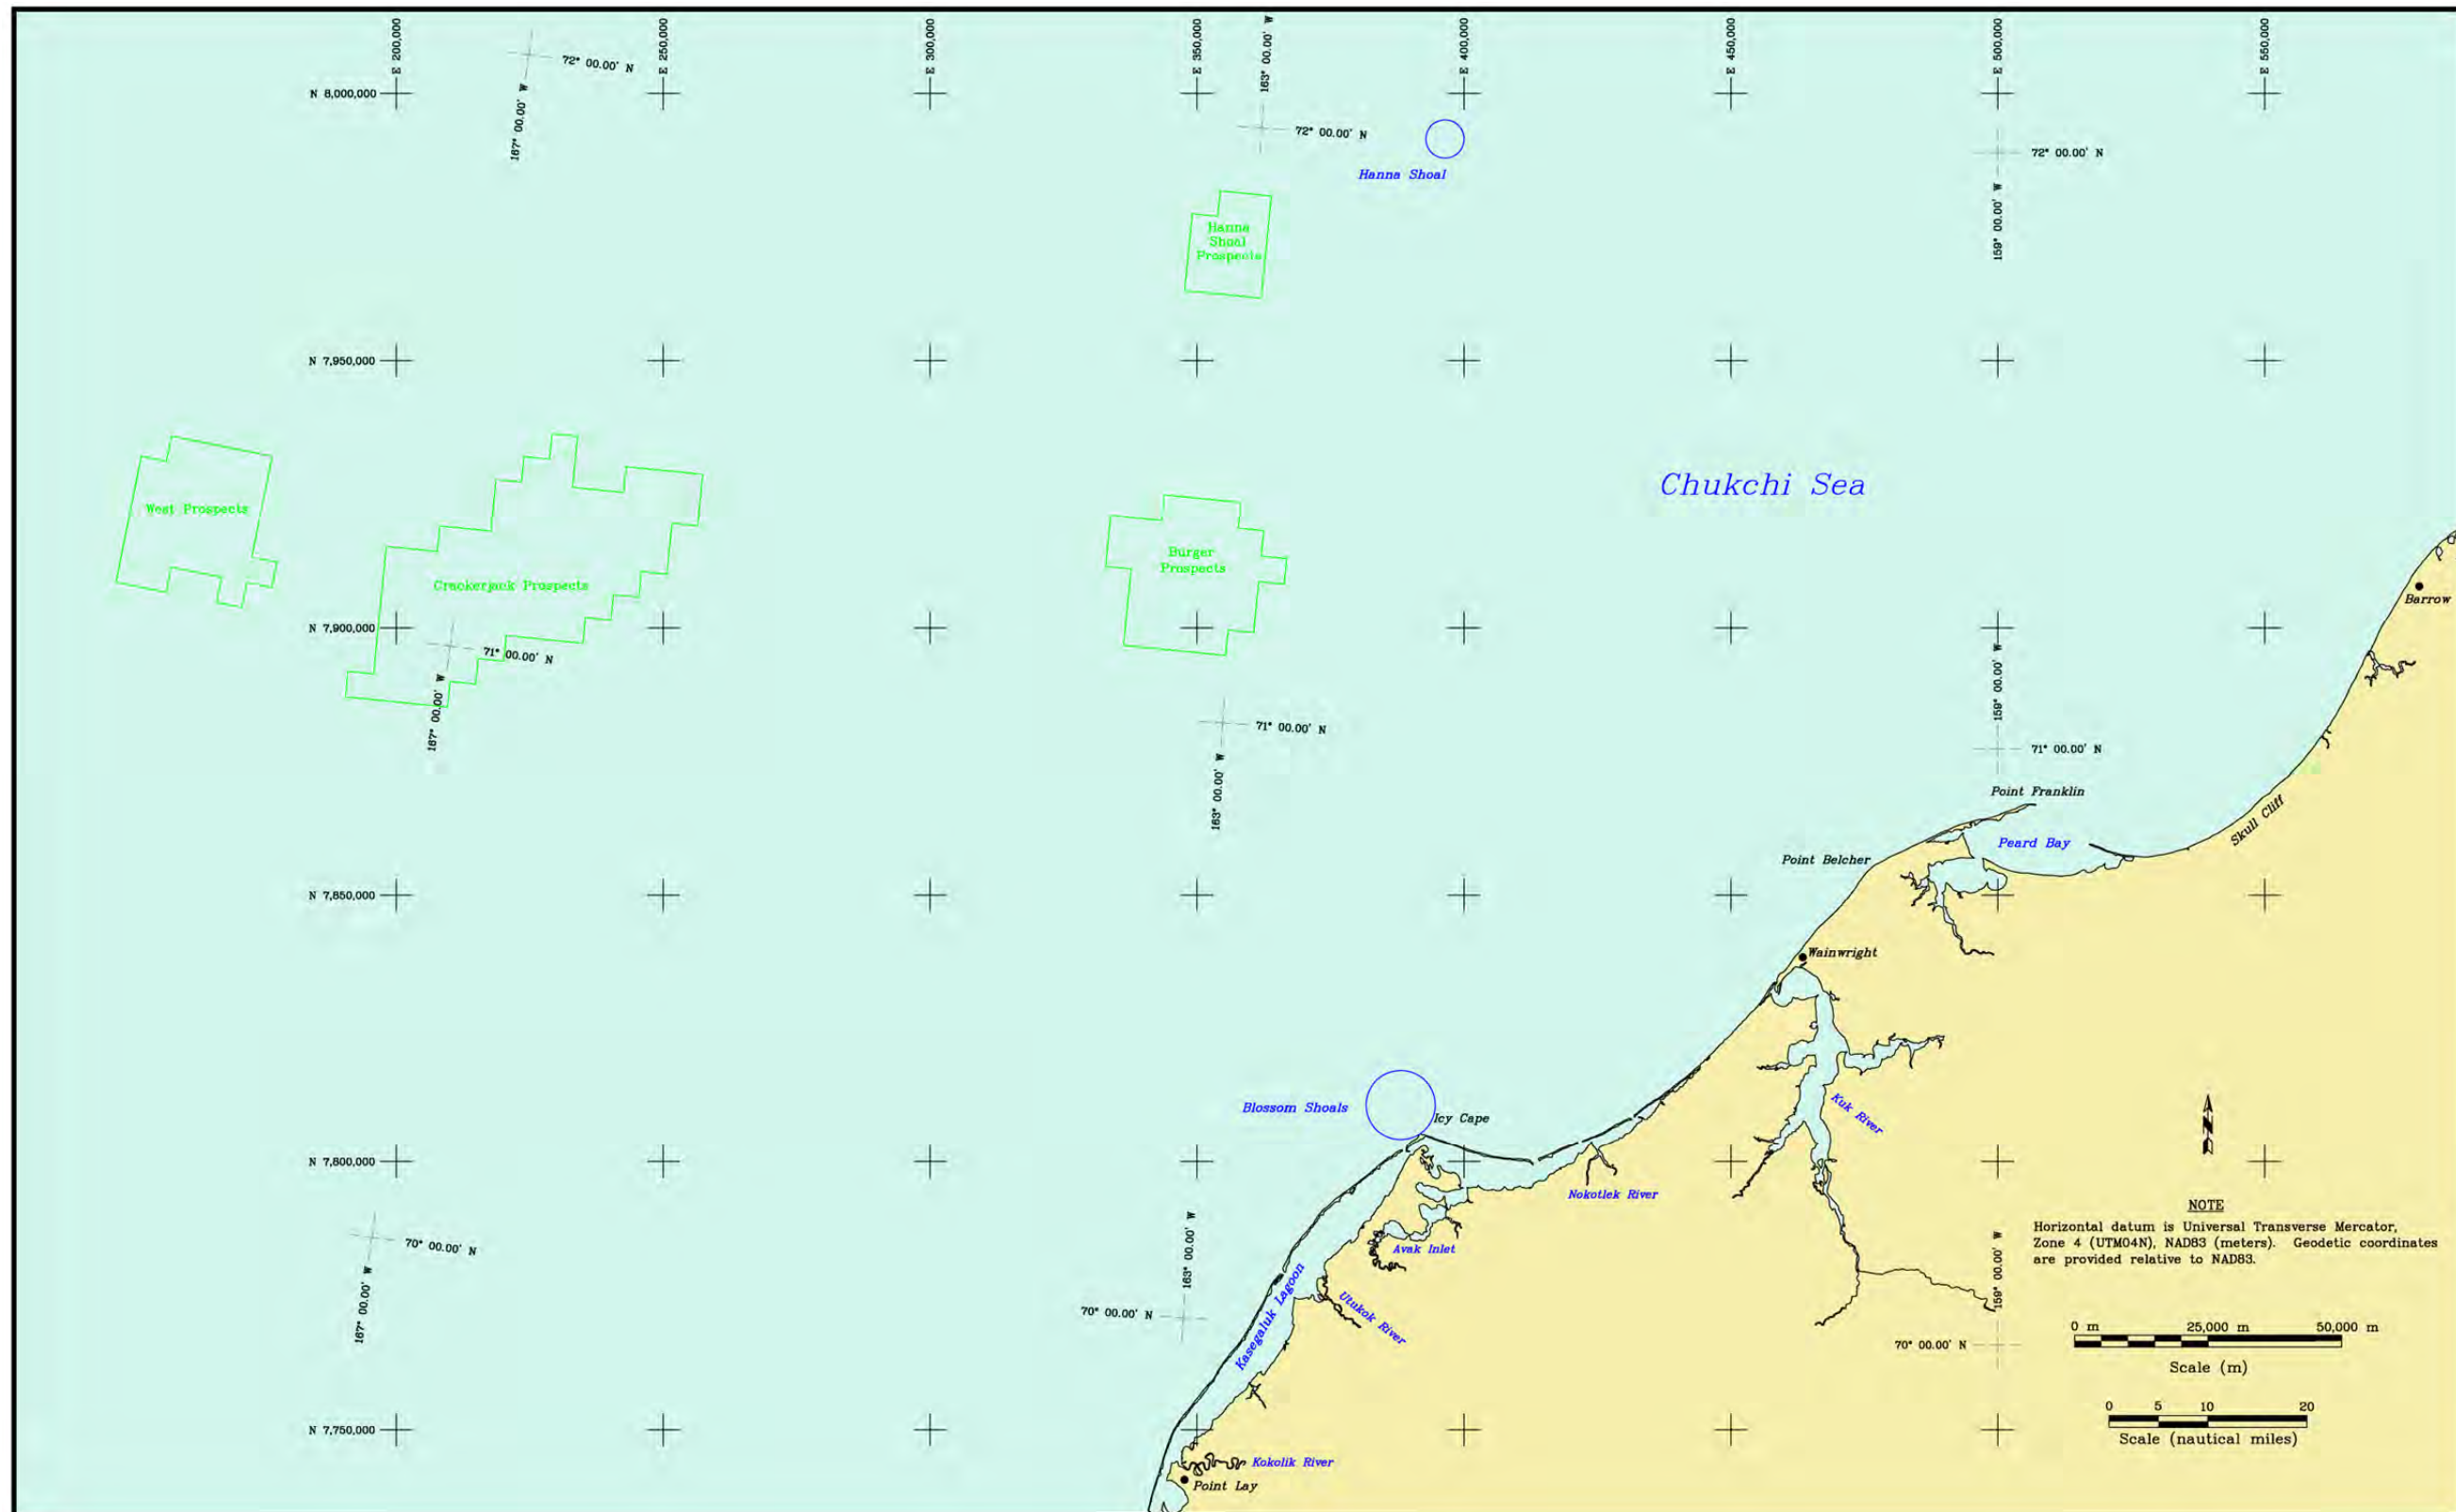 E 200,000
E 250,000
E 300,000
E 350,000
163° 00.00' W
E 400,000
E 450,000
E 500,000
E 550,000
72° 00.00' N
167° 00.00' W
N 8,000,000
72° 00.00' N
72° 00.00' N
159° 00.00' W
Hanna Shoal
Hanna
Shoal
Prospects
N 7,950,000
Chukchi Sea
West Prospects
Burger
Prospects
Crackerjack Prospects
Barrow
N 7,900,000
71° 00.00' N
167° 00.00' W
159° 00.00' W
71° 00.00' N
163° 00.00' W
71° 00.00' N
Point Franklin
Skull Cliff
Peard Bay
Point Belcher
N 7,850,000
Wainwright
Blossom Shoals
Icy Cape
Kuk River
N 7,800,000
Nokotlek River
Avak Inlet
70° 00.00' N
167° 00.00' W
163° 00.00' W
70° 00.00' N
Kasegaluk Lagoon
Utukok River
N
NOTE
Horizontal datum is Universal Transverse Mercator,
Zone 4 (UTM04N), NAD83 (meters). Geodetic coordinates
are provided relative to NAD83.
159° 00.00' W
70° 00.00' N
0 m 25,000 m 50,000 m
Scale (m)
0 5 10 20
Scale (nautical miles)
N 7,750,000
Kokolik River
Point Lay